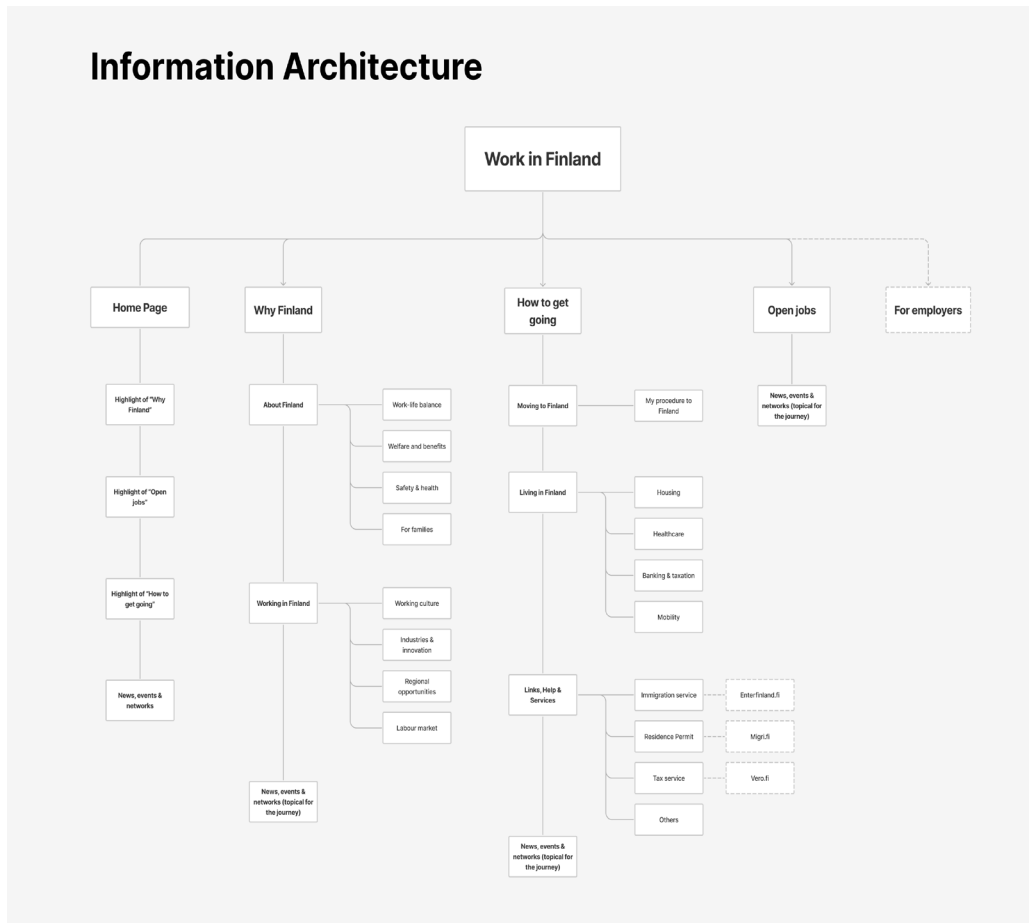 Information Architecture
Work in Finland
Home Page
Why Finland
How to get
going
Open jobs
For employers
Highlight of "Why
Finland"
Highlight of "Open
jobs"
Highlight of "How to
get going"
News, events &
networks
About Finland
Work-life balance
Welfare and benefits
Safety & health
For families
Working in Finland
Working culture
Industries &
innovation
Regional
opportunities
Labour market
News, events &
networks (topical for
the journey)
Moving to Finland
My procedure to
Finland
Living in Finland
Housing
Healthcare
Banking & taxation
Mobility
Links, Help &
Services
Immigration service
Enterfinland.fi
Residence Permit
Migri.fi
Tax service
Vero.fi
Others
News, events &
networks (topical for
the journey)
News, events &
networks (topical for
the journey)